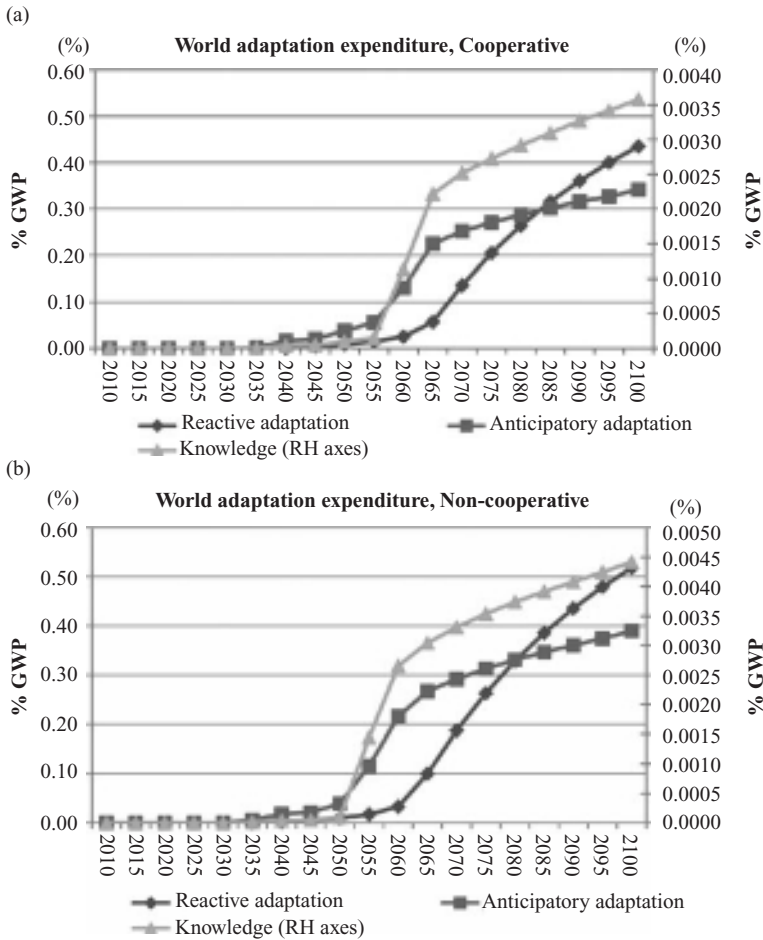 (a)
(%) World adaptation expenditure, Cooperative (%)
0.60 0.0040
0.0035
0.50
0.0030
0.40 0.0025
0.30 0.0020
0.0015
0.20
0.0010
0.10
0.0005
0.00 0.0000
% GWP
% GWP
2010 2015 2020 2025 2030 2035 2040 2045 2050 2055 2060 2065 2070 2075 2080 2085 2090 2095 2100
Reactive adaptation Anticipatory adaptation
Knowledge (RH axes)
(b)
(%) World adaptation expenditure, Non-cooperative (%)
0.60 0.0050
0.0045
0.50
0.0040
0.40 0.0035
0.0030
0.30 0.0025
0.0020
0.20
0.0015
0.10 0.0010
0.0005
0.00 0.0000
% GWP
% GWP
2010 2015 2020 2025 2030 2035 2040 2045 2050 2055 2060 2065 2070 2075 2080 2085 2090 2095 2100
Reactive adaptation Anticipatory adaptation
Knowledge (RH axes)